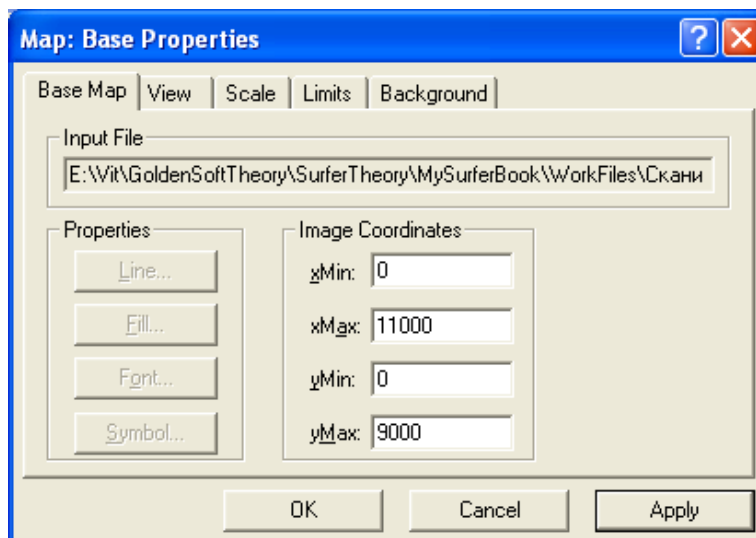 Map: Base Properties
Base Map View Scale Limits Background
Input File
E:\Vit\GoldenSoftTheory\SurferTheory\MySurferBook\WorkFiles\Скани
Properties
Line...
Fill...
Font...
Symbol...
Image Coordinates
xMin: 0
xMax: 11000
yMin: 0
yMax: 9000
OK Cancel Apply